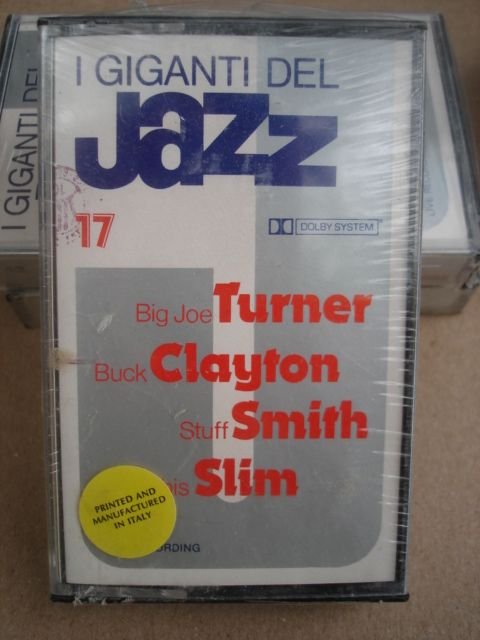 I GIGANTI DEL
Jazz
17
DOLBY SYSTEM
Big Joe Turner
Buck Clayton
Stuff Smith
Slim
PRINTED AND
MANUFACTURED
IN ITALY
I GIGANTI DEL